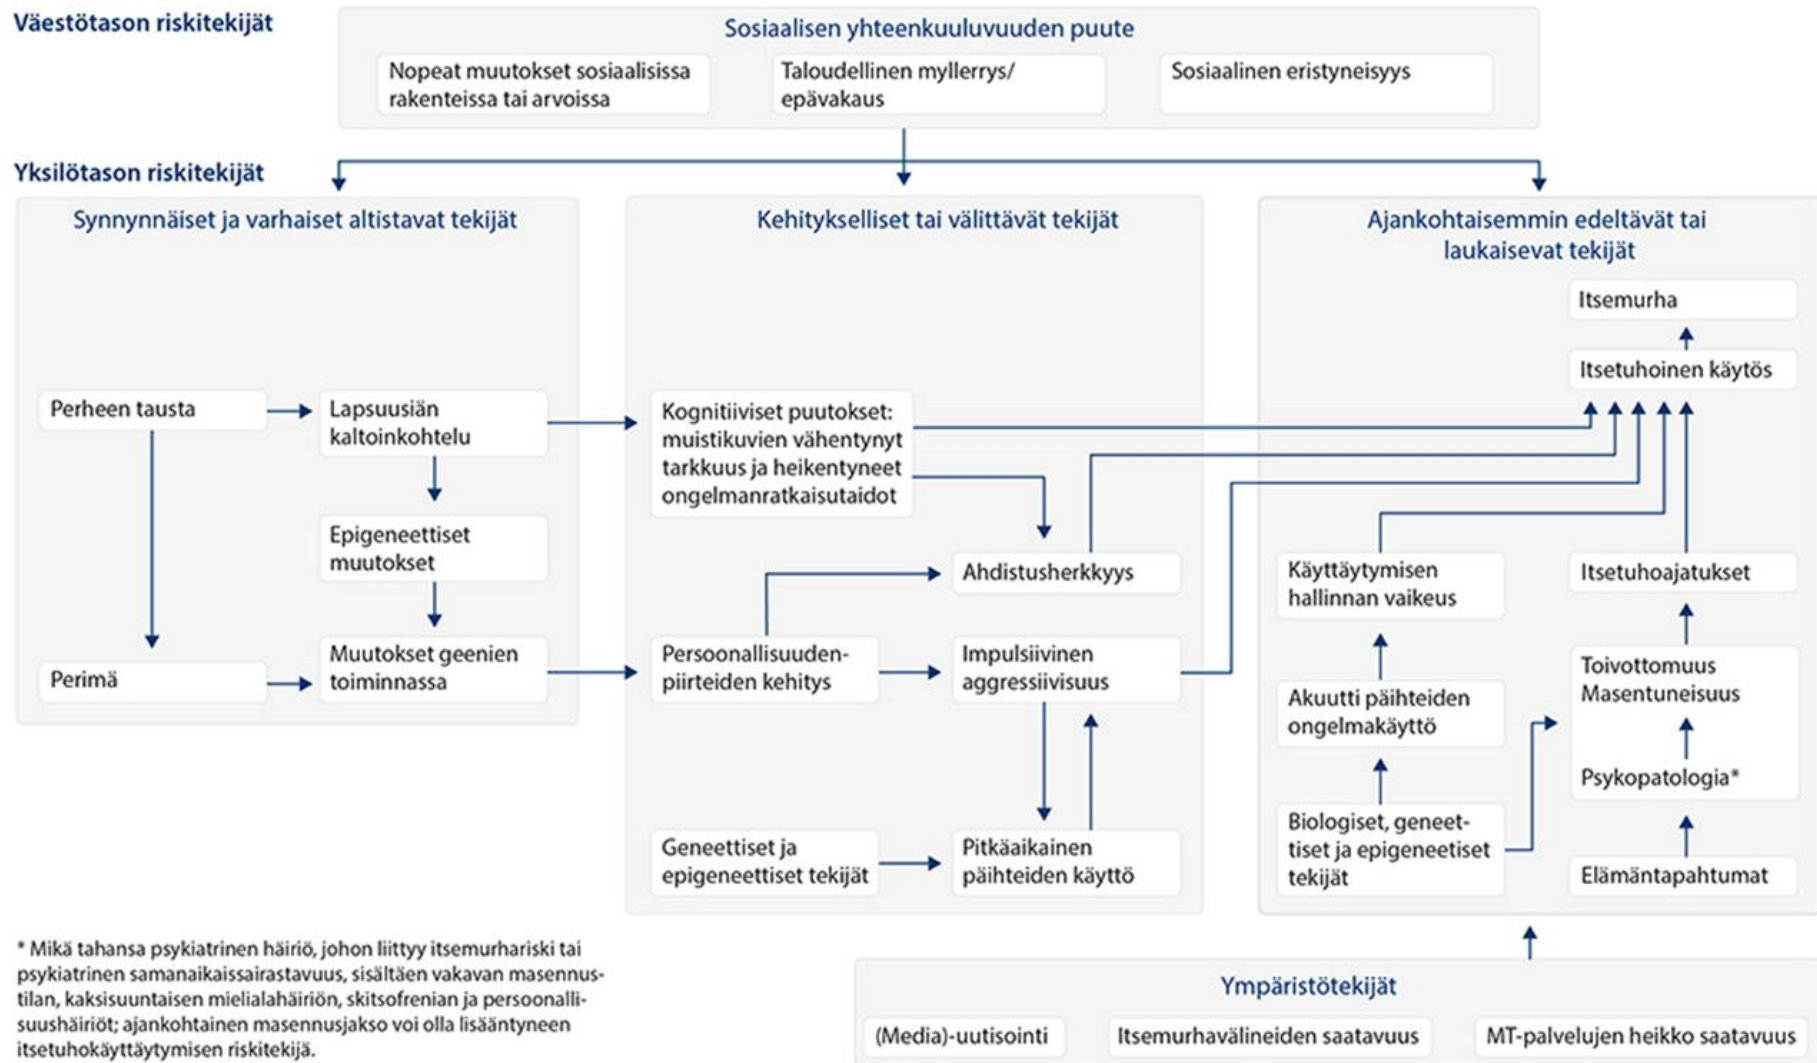 Väestötason riskitekijät
Sosiaalisen yhteenkuuluvuuden puute
Nopeat muutokset sosiaalisissa
rakenteissa tai arvoissa
Taloudellinen myllerrys/
epävakaus
Sosiaalinen eristyneisyys
Yksilötason riskitekijät
Synnynnäiset ja varhaiset altistavat tekijät
Perheen tausta
Lapsuusiän
kaltoinkohtelu
Epigeneettiset
muutokset
Perimä
Muutokset geenien
toiminnassa
Kehitykselliset tai välittävät tekijät
Kognitiiviset puutokset:
muistikuvien vähentynyt
tarkkuus ja heikentyneet
ongelmanratkaisutaidot
Ahdistusherkkyys
Persoonallisuuden-
piirteiden kehitys
Impulsiivinen
aggressiivisuus
Geneettiset ja
epigeneettiset tekijät
Pitkäaikainen
päihteiden käyttö
Ajankohtaisemmin edeltävät tai
laukaisevat tekijät
Itsemurha
Itsetuhoinen käytös
Käyttäytymisen
hallinnan vaikeus
Itsetuhoajatukset
Akuutti päihteiden
ongelmakäyttö
Toivottomuus
Masentuneisuus
Psykopatologia*
Biologiset, geneet-
tiset ja epigeneetiset
tekijät
Elämäntapahtumat
* Mikä tahansa psykiatrinen häiriö, johon liittyy itsemurhariski tai
psykiatrinen samanaikaissairastavuus, sisältäen vakavan masennus-
tilan, kaksisuuntaisen mielialahäiriön, skitsofrenian ja persoonalli-
suushäiriöt; ajankohtainen masennusjakso voi olla lisääntyneen
itsetuhokäyttäytymisen riskitekijä.
Ympäristötekijät
(Media)-uutisointi
Itsemurhavälineiden saatavuus
MT-palvelujen heikko saatavuus